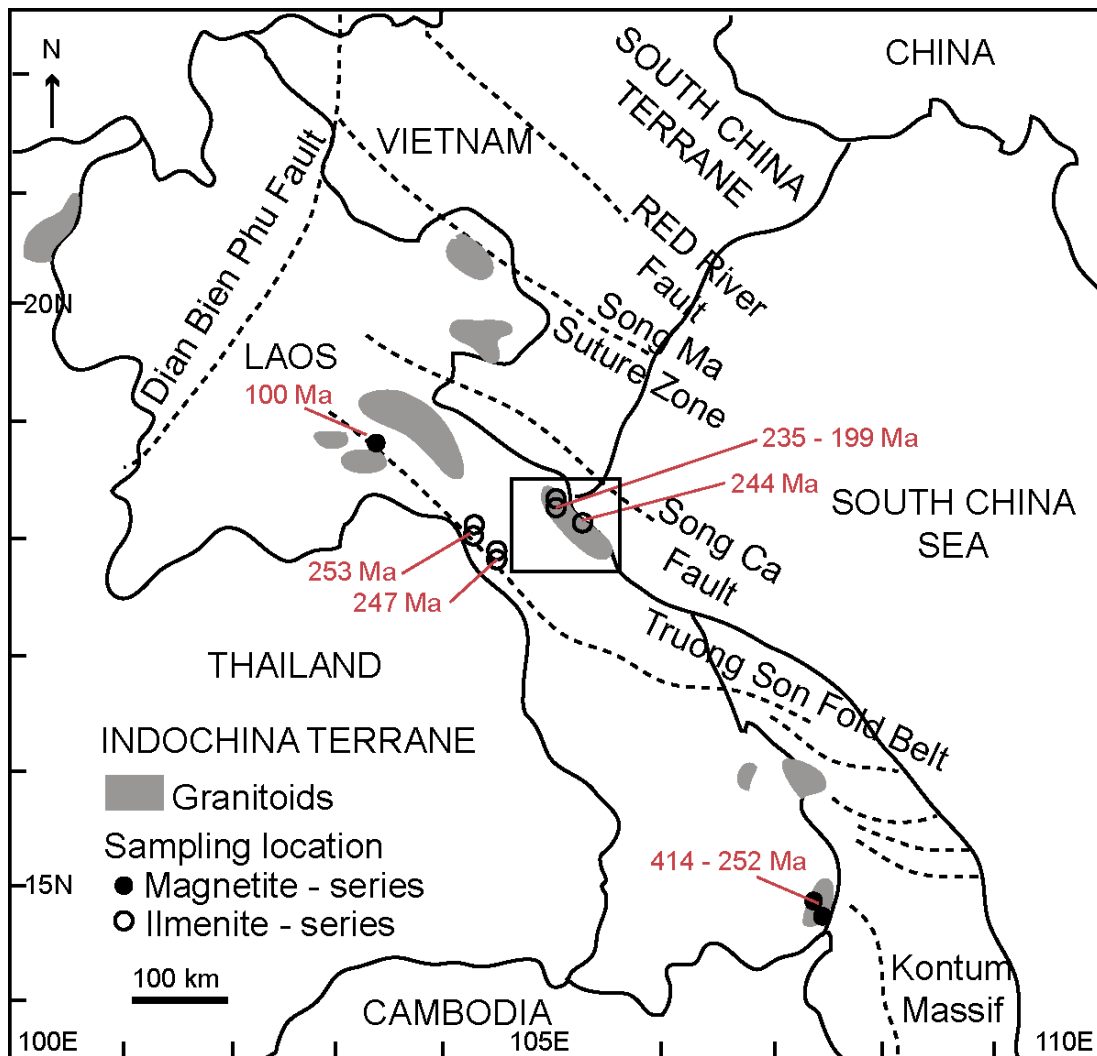 N
CHINA
SOUTH CHINA
TERRANE
VIETNAM
Dian Bien Phu Fault
RED River
Fault
20N
Song Ma
Suture Zone
LAOS
100 Ma
235 - 199 Ma
244 Ma
SOUTH CHINA
SEA
Song Ca
Fault
253 Ma
247 Ma
Truong Son Fold Belt
THAILAND
INDOCHINA TERRANE
Granitoids
Sampling location
Magnetite - series
Ilmenite - series
414 - 252 Ma
15N
100 km
Kontum
Massif
CAMBODIA
100E
105E
110E